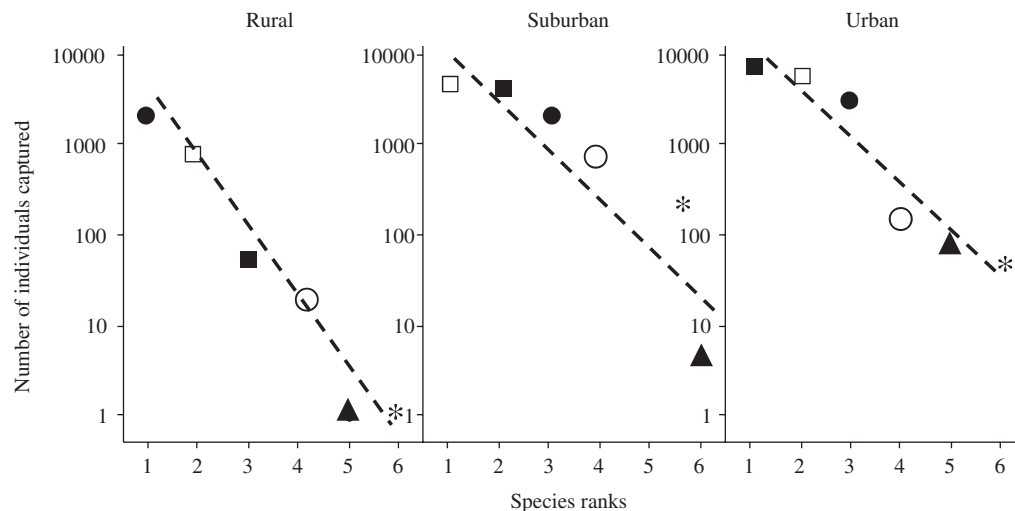 Rural Suburban Urban
10000 10000 10000
1000 1000 1000
100 100 100
10 10 10
1 1 1
1 2 3 4 5 6 1 2 3 4 5 6 1 2 3 4 5 6
Species ranks
Number of individuals captured